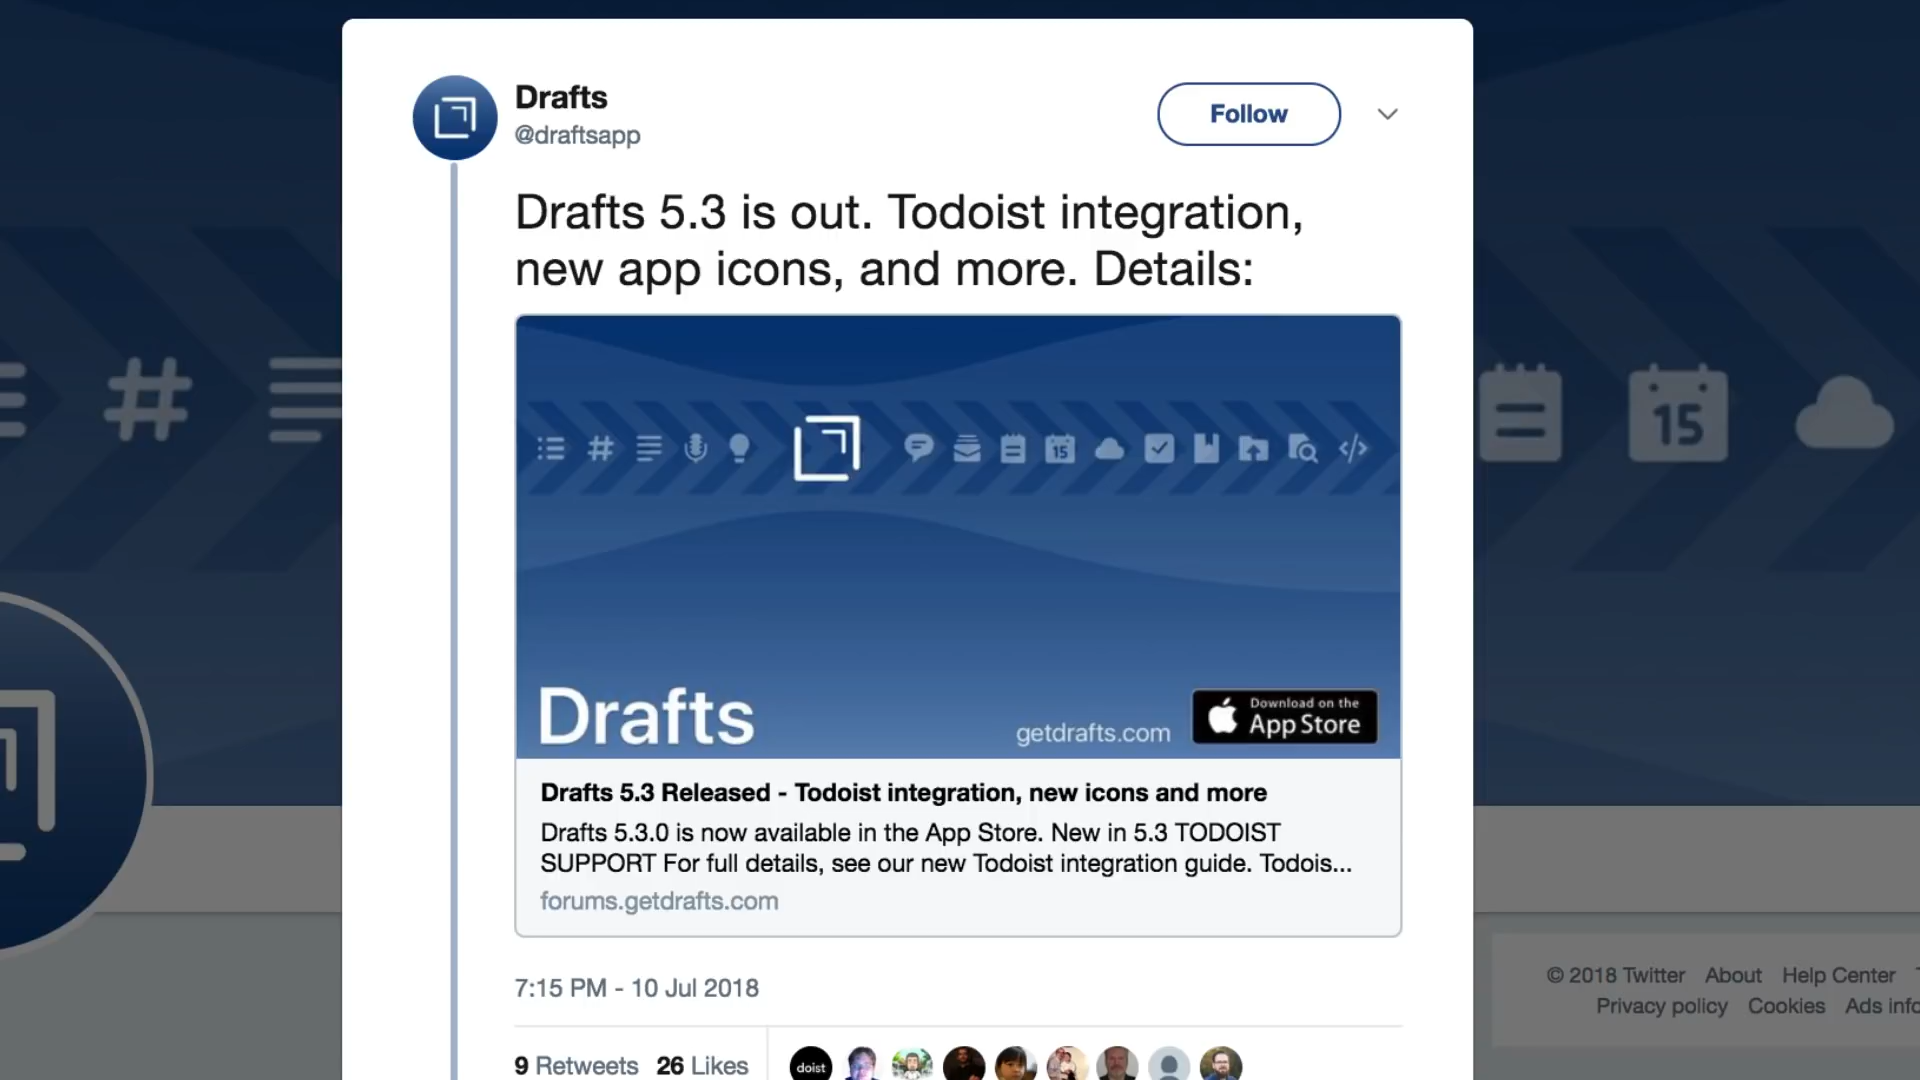 Drafts
@draftsapp
Follow
Drafts 5.3 is out. Todoist integration,
new app icons, and more. Details:
15
15
Drafts
getdrafts.com
Download on the
App Store
Drafts 5.3 Released - Todoist integration, new icons and more
Drafts 5.3.0 is now available in the App Store. New in 5.3 TODOIST
SUPPORT For full details, see our new Todoist integration guide. Todois...
forums.getdrafts.com
7:15 PM - 10 Jul 2018
9 Retweets 26 Likes
doist
© 2018 Twitter About Help Center
Privacy policy Cookies Ads info